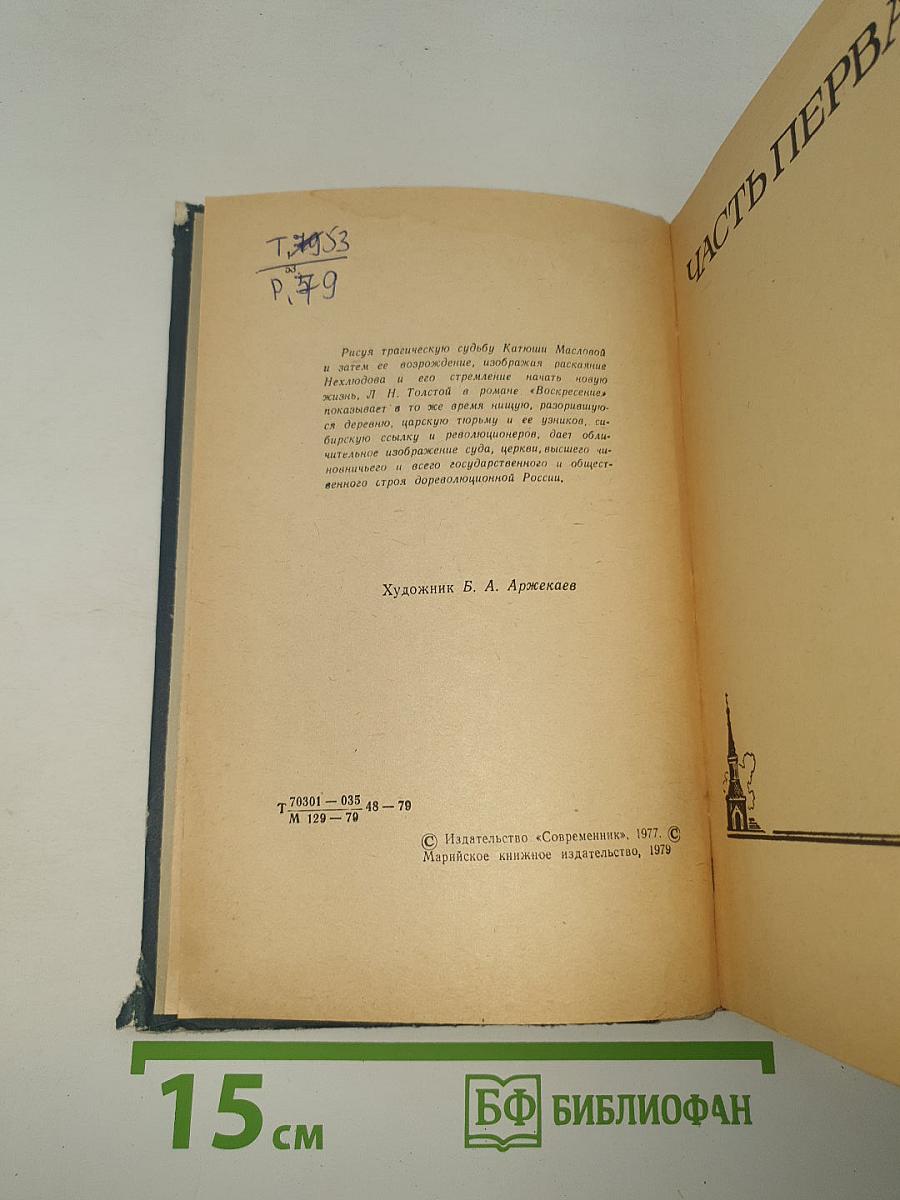 Т.53
Р. 79
Рисуя трагическую судьбу Катюши Масловой
и затем ее возрождение, изображая раскаяние
Нехлюдова и его стремление начать новую
жизнь, Л Н. Толстой в романе «Воскресение»
показывает в то же время нищую, разорившую-
ся деревню, царскую тюрьму и ее узников, си-
бирскую ссылку и революционеров, дает обли-
чительное изображение суда, церкви, высшего чи-
новничьего и всего государственного и общест-
венного строя дореволюционной России.
Художник Б. А. Аржекаев
Т 70301 — 035 48 — 79
М 129 — 79
© Издательство «Современник», 1977. ©
Марийское книжное издательство, 1979
ЧАСТЬ ПЕРВА
15 см
БФ БИБЛИОФАН